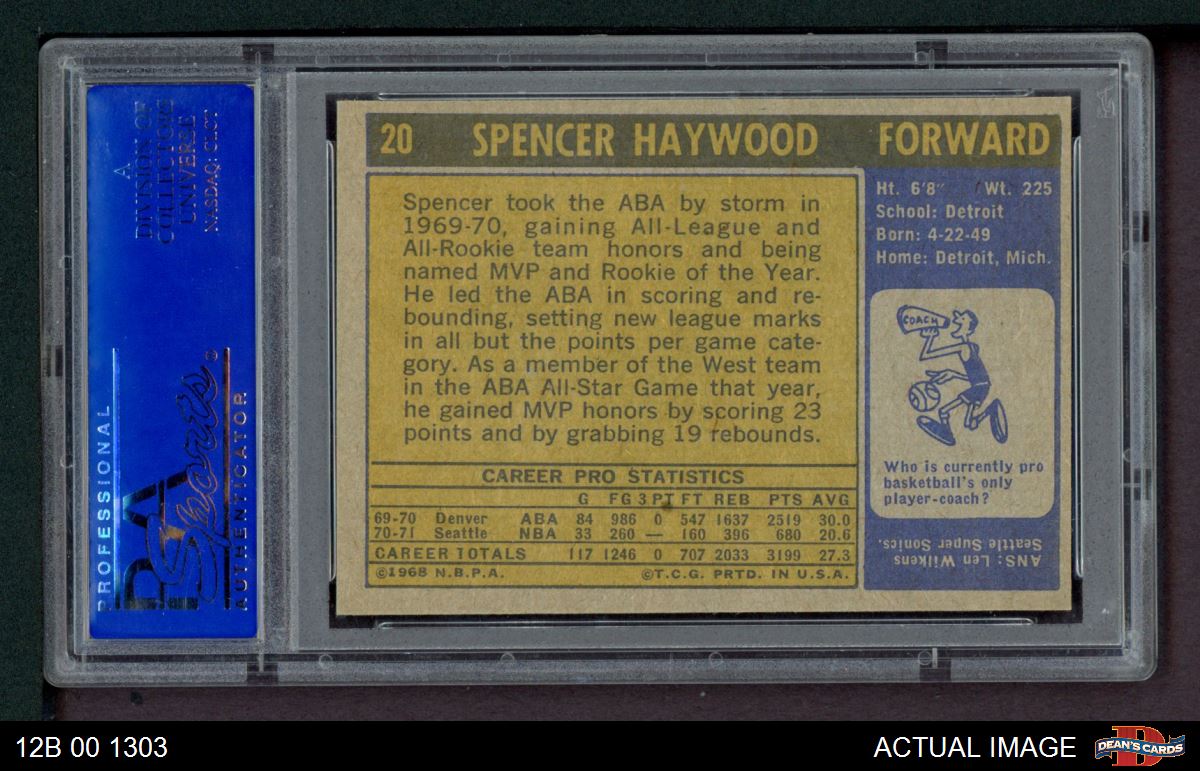 A
DIVISION OF
COLLECTORS
UNIVERSE
NASDAQ: CLCT
PROFESSIONAL
PSA
Sports
®
AUTHENTICATOR
20 SPENCER HAYWOOD FORWARD
Spencer took the ABA by storm in
1969-70, gaining All-League and
All-Rookie team honors and being
named MVP and Rookie of the Year.
He led the ABA in scoring and re-
bounding, setting new league marks
in all but the points per game cate-
gory. As a member of the West team
in the ABA All-Star Game that year,
he gained MVP honors by scoring 23
points and by grabbing 19 rebounds.
CAREER PRO STATISTICS
G FG 3 PT FT REB PTS AVG
69-70 Denver ABA 84 986 0 547 1637 2519 30.0
70-71 Seattle NBA 33 260 — 160 396 680 20.6
CAREER TOTALS 117 1246 0 707 2033 3199 27.3
©1968 N.B.P.A. ©T.C.G. PRTD. IN U.S.A.
Ht. 6'8" Wt. 225
School: Detroit
Born: 4-22-49
Home: Detroit, Mich.
COACH
Who is currently pro
basketball's only
player-coach?
ANS: Len Wilkens
Seattle Super Sonics.
12B 00 1303
ACTUAL IMAGE
D
DEAN'S CARDS